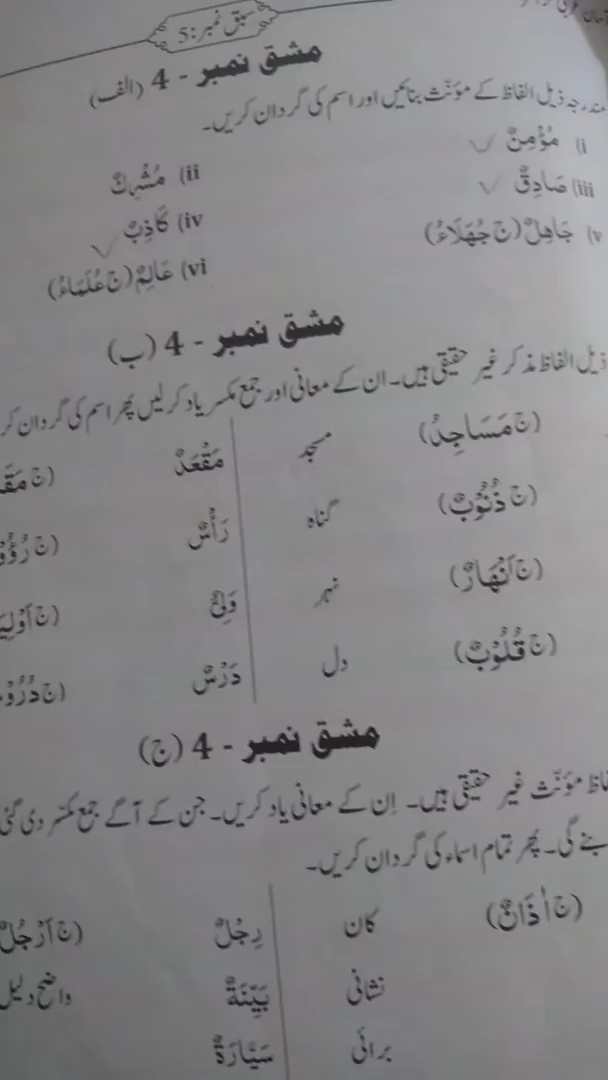 سبق نمبر: 5
مشق نمبر - 4 (الف)
مندرجہ ذیل الفاظ کے مؤنث بنائیں اور اسم کی گردان کریں۔
(i مُؤْمِنٌ
(ii مُشْرِكٌ
(iii صَادِقٌ
(iv كَاذِبٌ
(v جَاهِلٌ (ج جُهَلَاءُ)
(vi عَالِمٌ (ج عُلَمَاءُ)
مشق نمبر - 4 (ب)
ذیل الفاظ مذکر غیر حقیقی ہیں۔ ان کے معانی اور جمع مکسر یاد کر لیں پھر اسم کی گردان
(ج مَسَاجِدُ) مسجد مَقْعَدٌ
(ج ذُنُوْبٌ) گناہ رَأْسٌ
(ج اَنْهَارٌ) نہر وَلِيٌّ
(ج قُلُوْبٌ) دل دَرْسٌ
مشق نمبر - 4 (ج)
مؤنث غیر حقیقی ہیں۔ اِن کے معانی یاد کریں۔ جن کے آگے جمع مکسر دی گئی
بنے گی۔ پھر تمام اسماء کی گردان کریں۔
(ج اٰذَانٌ) کان رِجْلٌ (ج اَرْجُلٌ
نشانی بَيِّنَةٌ واضح دلیل
برائی سَيَّارَةٌ